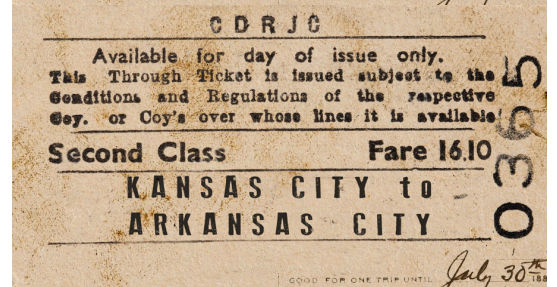 CDRJC
Available for day of issue only.
This Through Ticket is issued subject to the
Conditions and Regulations of the respective
Coy. or Coy's over whose lines it is available
Second Class Fare 16.10
KANSAS CITY to
ARKANSAS CITY
0365
GOOD FOR ONE TRIP UNTIL July 30th 188